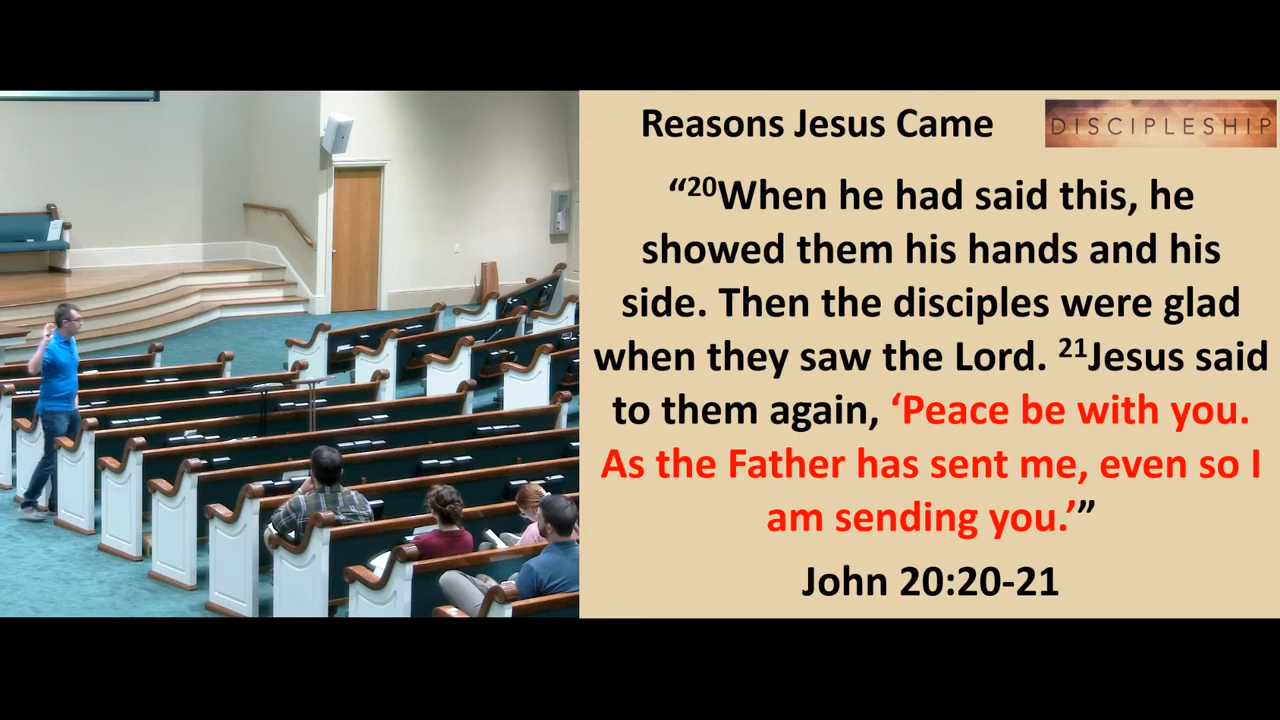 Reasons Jesus Came
DISCIPLESHIP
“²⁰When he had said this, he
showed them his hands and his
side. Then the disciples were glad
when they saw the Lord. ²¹Jesus said
to them again, ‘Peace be with you.
As the Father has sent me, even so I
am sending you.’”
John 20:20-21